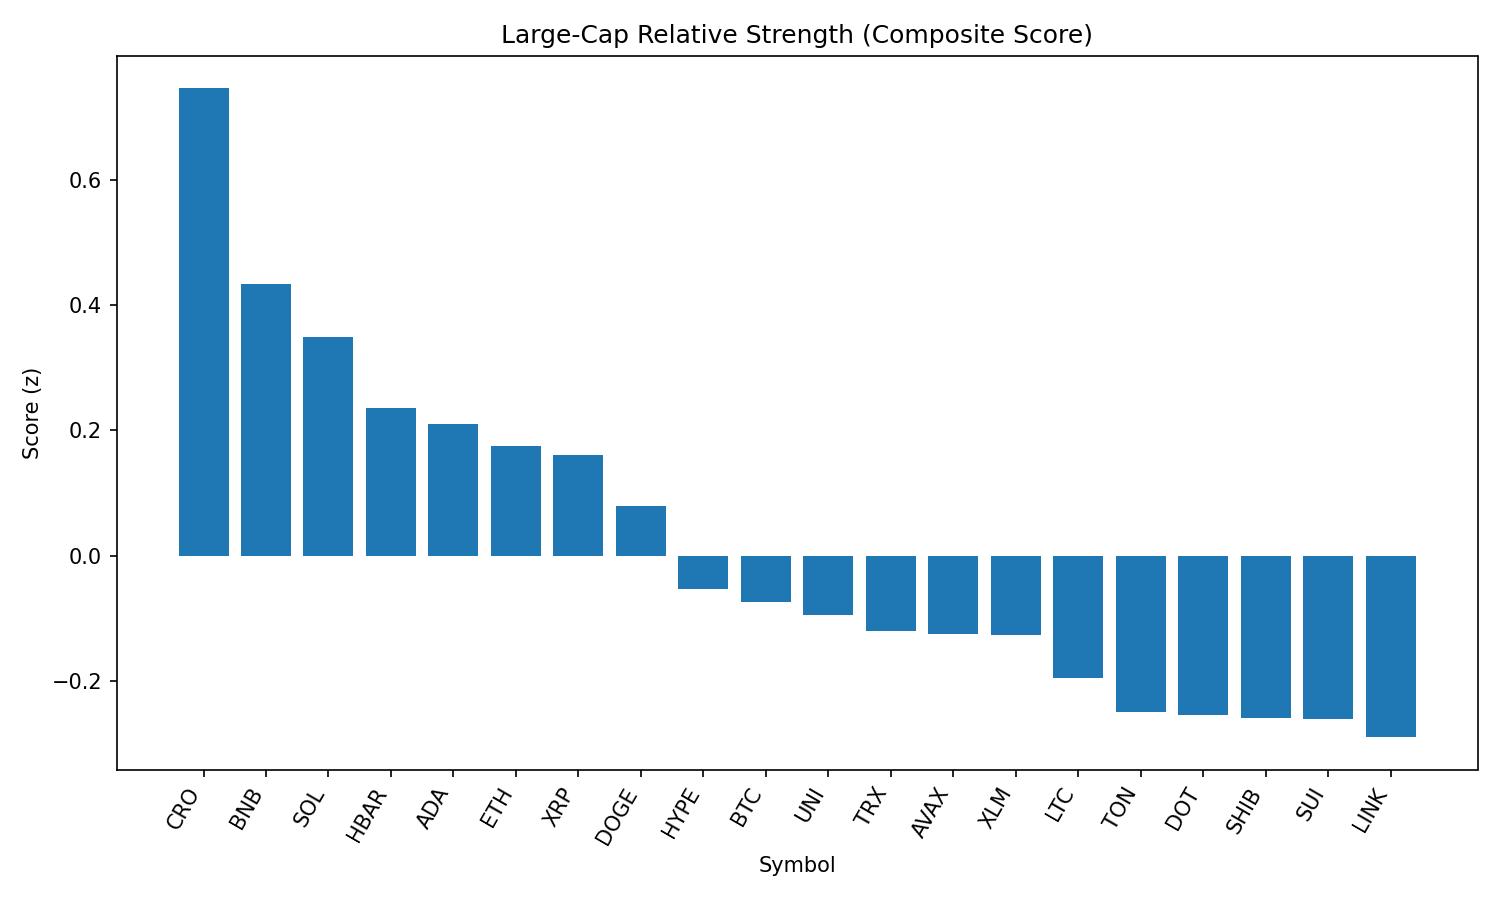 Large-Cap Relative Strength (Composite Score)
Score (z)
0.6
0.4
0.2
0.0
−0.2
CRO
BNB
SOL
HBAR
ADA
ETH
XRP
DOGE
HYPE
BTC
UNI
TRX
AVAX
XLM
LTC
TON
DOT
SHIB
SUI
LINK
Symbol